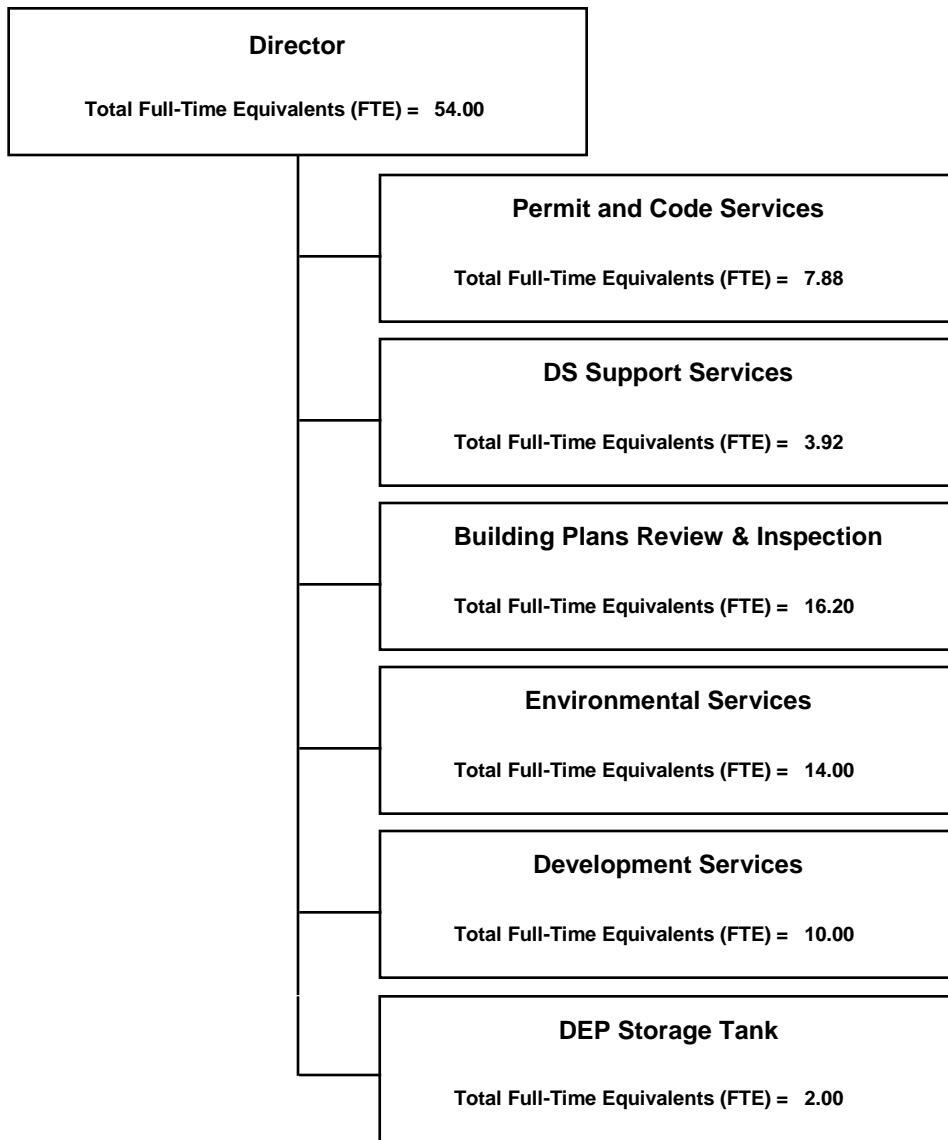 Director
Total Full-Time Equivalents (FTE) = 54.00
Permit and Code Services
Total Full-Time Equivalents (FTE) = 7.88
DS Support Services
Total Full-Time Equivalents (FTE) = 3.92
Building Plans Review & Inspection
Total Full-Time Equivalents (FTE) = 16.20
Environmental Services
Total Full-Time Equivalents (FTE) = 14.00
Development Services
Total Full-Time Equivalents (FTE) = 10.00
DEP Storage Tank
Total Full-Time Equivalents (FTE) = 2.00